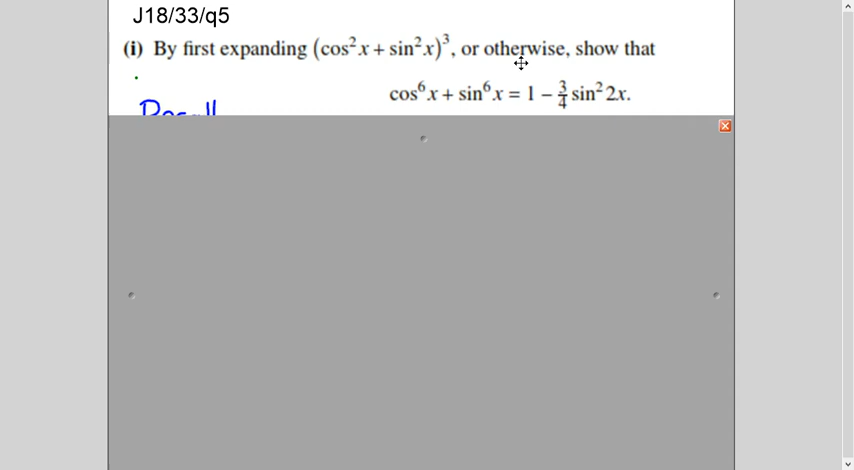 J18/33/q5
(i) By first expanding (cos²x + sin²x)³, or otherwise, show that
cos⁶x + sin⁶x = 1 − ¾ sin²2x.